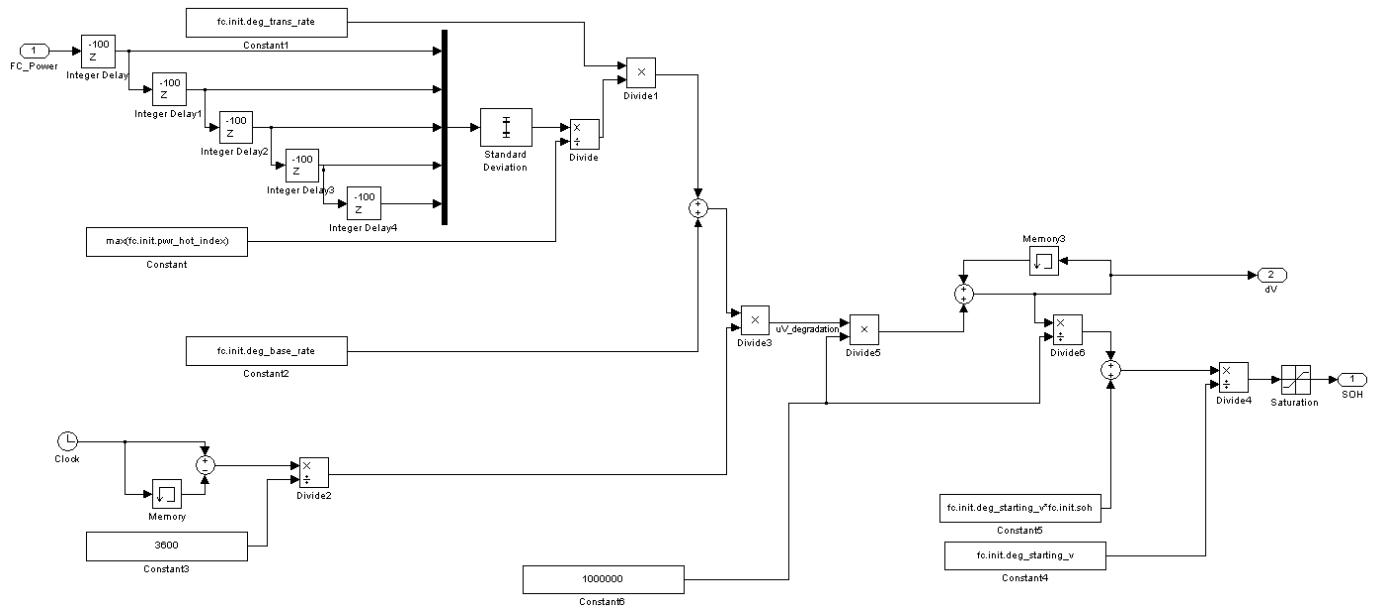 fc.init.deg_trans_rate
Constant1
1
FC_Power
-100
Z
Integer Delay
-100
Z
Integer Delay1
-100
Z
Integer Delay2
-100
Z
Integer Delay3
-100
Z
Integer Delay4
Standard
Deviation
×
÷
Divide
×
Divide1
max(fc.init.pwr_hot_index)
Constant
+
+
Memory3
2
dV
+
+
×
Divide3
uV_degradation
×
Divide5
×
÷
Divide6
fc.init.deg_base_rate
Constant2
+
+
×
÷
Divide4
Saturation
1
SOH
Clock
+
−
Memory
×
÷
Divide2
3600
Constant3
fc.init.deg_starting_v*fc.init.soh
Constant5
fc.init.deg_starting_v
Constant4
1000000
Constant6